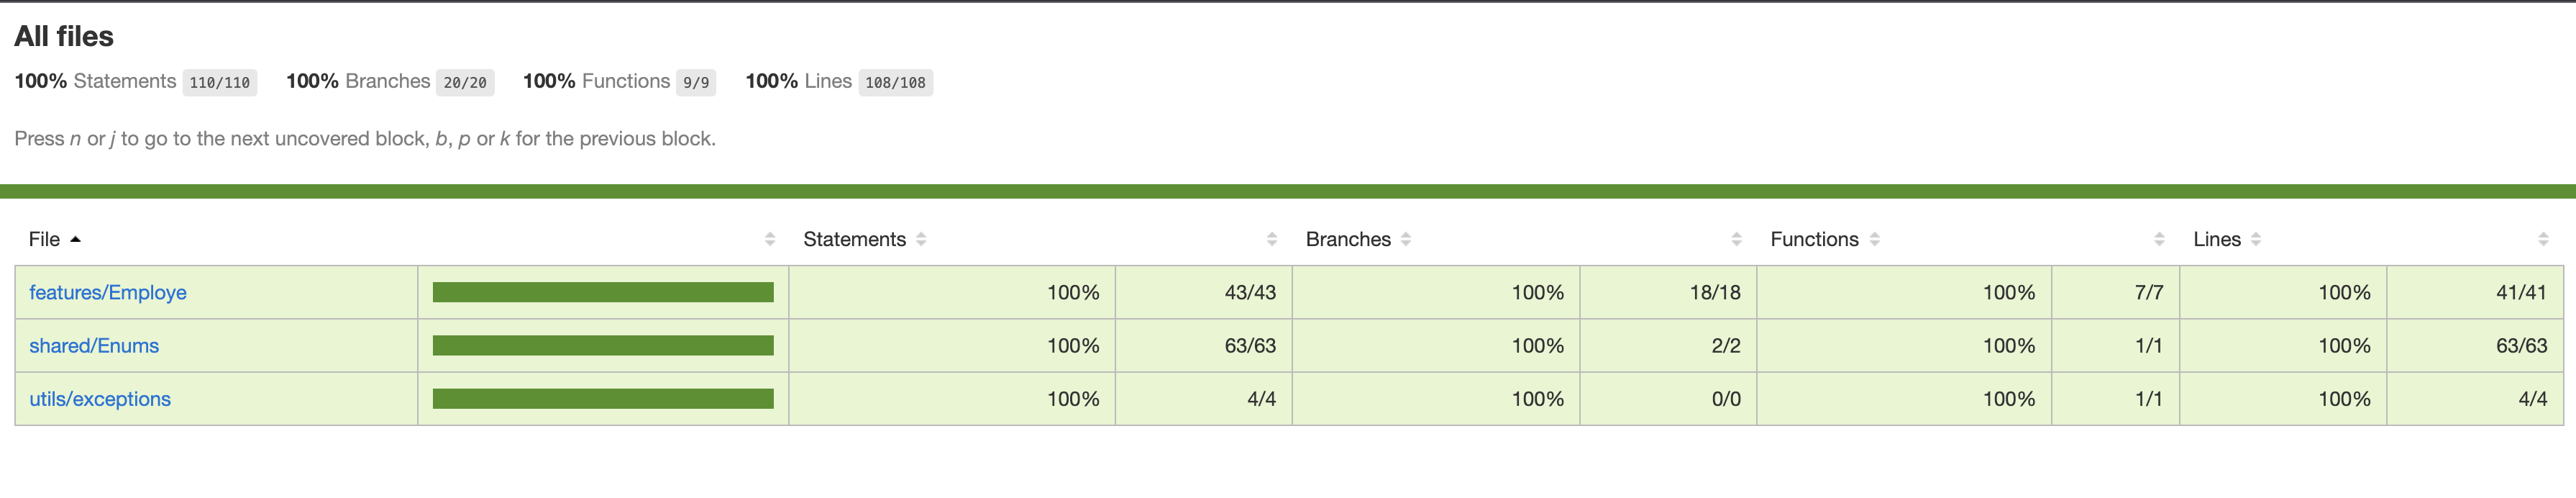 All files
100% Statements 110/110 100% Branches 20/20 100% Functions 9/9 100% Lines 108/108
Press n or j to go to the next uncovered block, b, p or k for the previous block.
File Statements Branches Functions Lines
features/Employe 100% 43/43 100% 18/18 100% 7/7 100% 41/41
shared/Enums 100% 63/63 100% 2/2 100% 1/1 100% 63/63
utils/exceptions 100% 4/4 100% 0/0 100% 1/1 100% 4/4